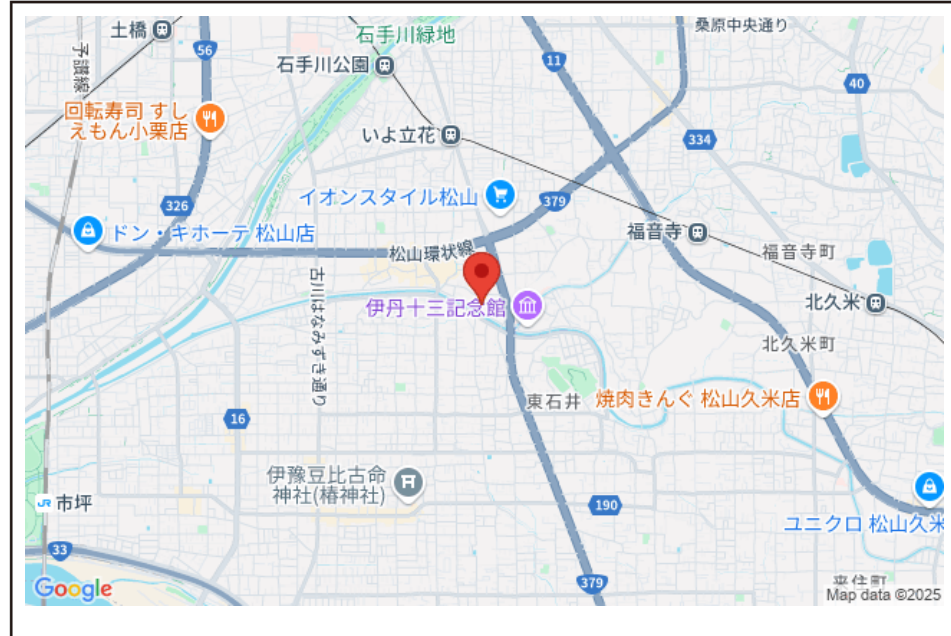 土橋
石手川緑地
桑原中央通り
56
石手川公園
11
予讃線
40
回転寿司 すし
えもん小栗店
いよ立花
334
326
イオンスタイル松山
379
ドン・キホーテ 松山店
福音寺
松山環状線
福音寺町
古川はなみずき通り
伊丹十三記念館
北久米
北久米町
東石井
焼肉きんぐ 松山久米店
16
伊豫豆比古命
神社(椿神社)
JR 市坪
190
ユニクロ 松山久米
33
379
来住町
Google
Map data ©2025